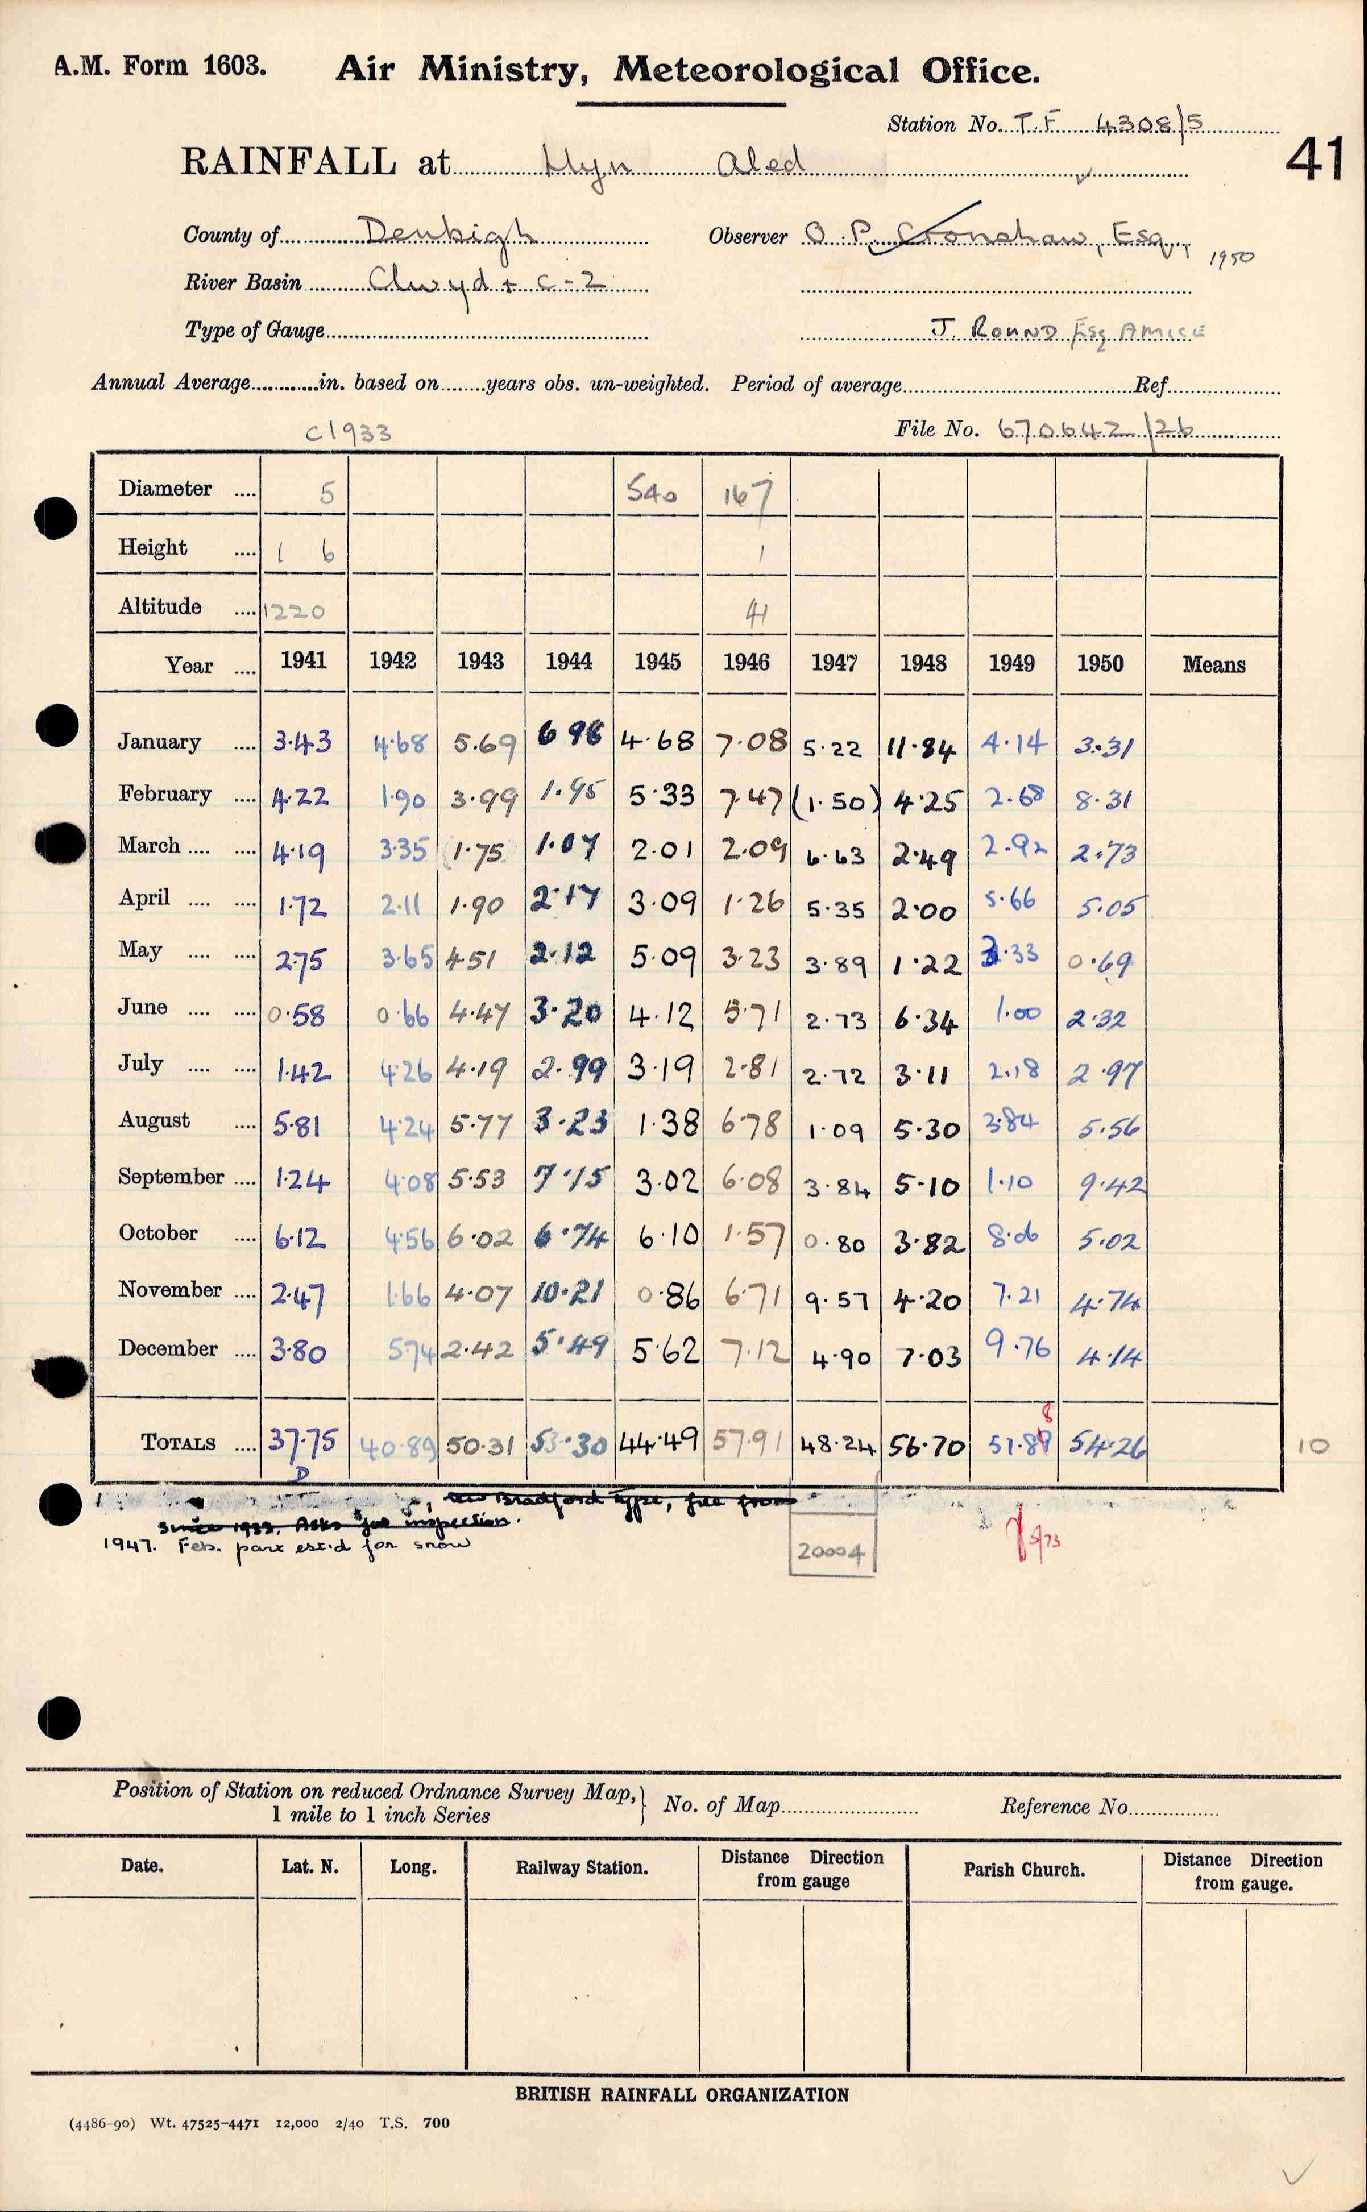 A.M. Form 1603. Air Ministry, Meteorological Office.
Station No. T.F 4308/5
41
RAINFALL at Llyn Aled
County of Denbigh Observer O. P. Cronshaw, Esq., 1950
River Basin Clwyd + C-2
Type of Gauge J. ROUND Esq AMICE
Annual Average in. based on years obs. un-weighted. Period of average Ref
c1933 File No. 670642/26
Diameter .... 5 540 167
Height .... 1 6 1
Altitude .... 1220 41
Year .... 1941 1942 1943 1944 1945 1946 1947 1948 1949 1950 Means
January .... 3.43 4.68 5.69 6.98 4.68 7.08 5.22 11.84 4.14 3.31
February .... 4.22 1.90 3.99 1.95 5.33 7.47 (1.50) 4.25 2.68 8.31
March .... .... 4.19 3.35 1.75 1.07 2.01 2.09 6.63 2.49 2.92 2.73
April .... .... 1.72 2.11 1.90 2.17 3.09 1.26 5.35 2.00 5.66 5.05
May .... .... 2.75 3.65 4.51 2.12 5.09 3.23 3.89 1.22 3.33 0.69
June .... .... 0.58 0.66 4.47 3.20 4.12 5.71 2.73 6.34 1.00 2.32
July .... .... 1.42 4.26 4.19 2.99 3.19 2.81 2.72 3.11 2.18 2.97
August .... 5.81 4.24 5.77 3.23 1.38 6.78 1.09 5.30 3.84 5.56
September .... 1.24 4.08 5.53 7.15 3.02 6.08 3.84 5.10 1.10 9.42
October .... 6.12 4.56 6.02 6.74 6.10 1.57 0.80 3.82 8.06 5.02
November .... 2.47 1.66 4.07 10.21 0.86 6.71 9.57 4.20 7.21 4.74
December .... 3.80 5.74 2.42 5.49 5.62 7.12 4.90 7.03 9.76 4.14
8
TOTALS .... 37.75 40.89 50.31 53.30 44.49 57.91 48.24 56.70 51.89 54.26 10
D
5, new Bradford type, file from
since 1933. Asks for inspection.
1947. Feb. part est'd for snow
20004
5/73
Position of Station on reduced Ordnance Survey Map, 1 mile to 1 inch Series } No. of Map Reference No.
Date. Lat. N. Long. Railway Station. Distance from gauge Direction Parish Church. Distance Direction from gauge.
BRITISH RAINFALL ORGANIZATION
(4486-90) Wt. 47525-4471 12,000 2/40 T.S. 700